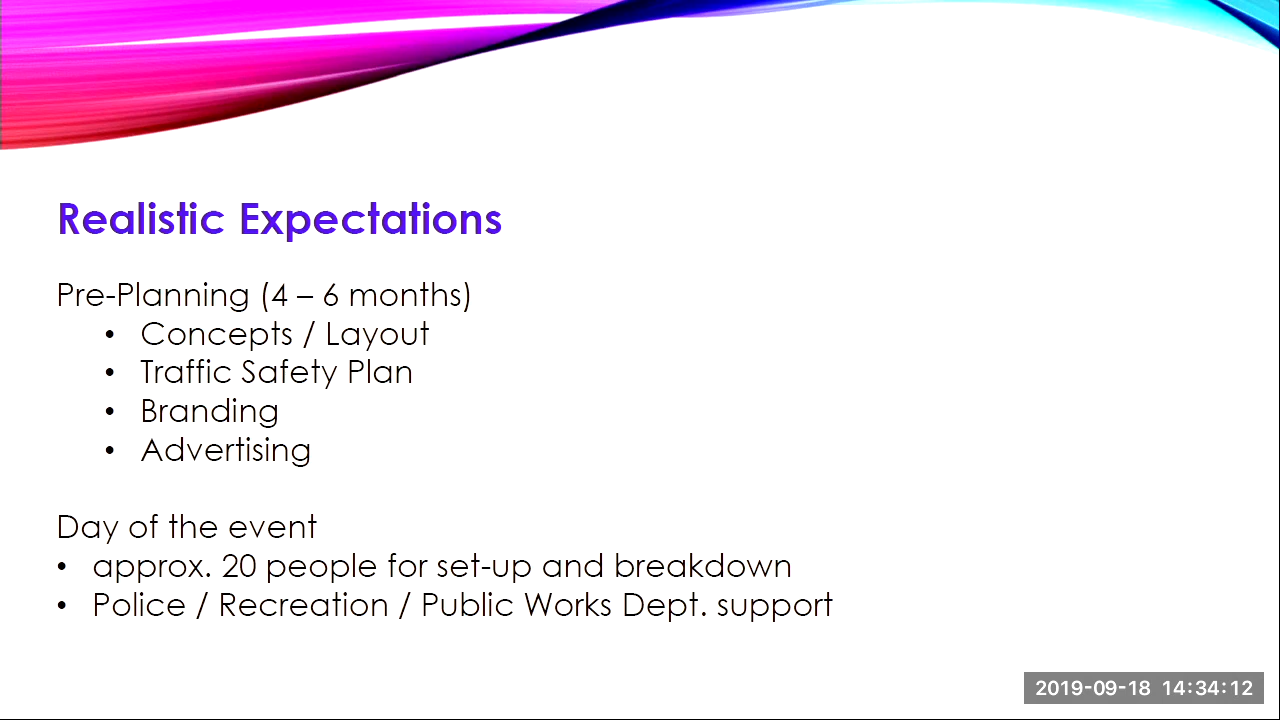 Realistic Expectations
Pre-Planning (4 – 6 months)
• Concepts / Layout
• Traffic Safety Plan
• Branding
• Advertising
Day of the event
• approx. 20 people for set-up and breakdown
• Police / Recreation / Public Works Dept. support
2019-09-18 14:34:12